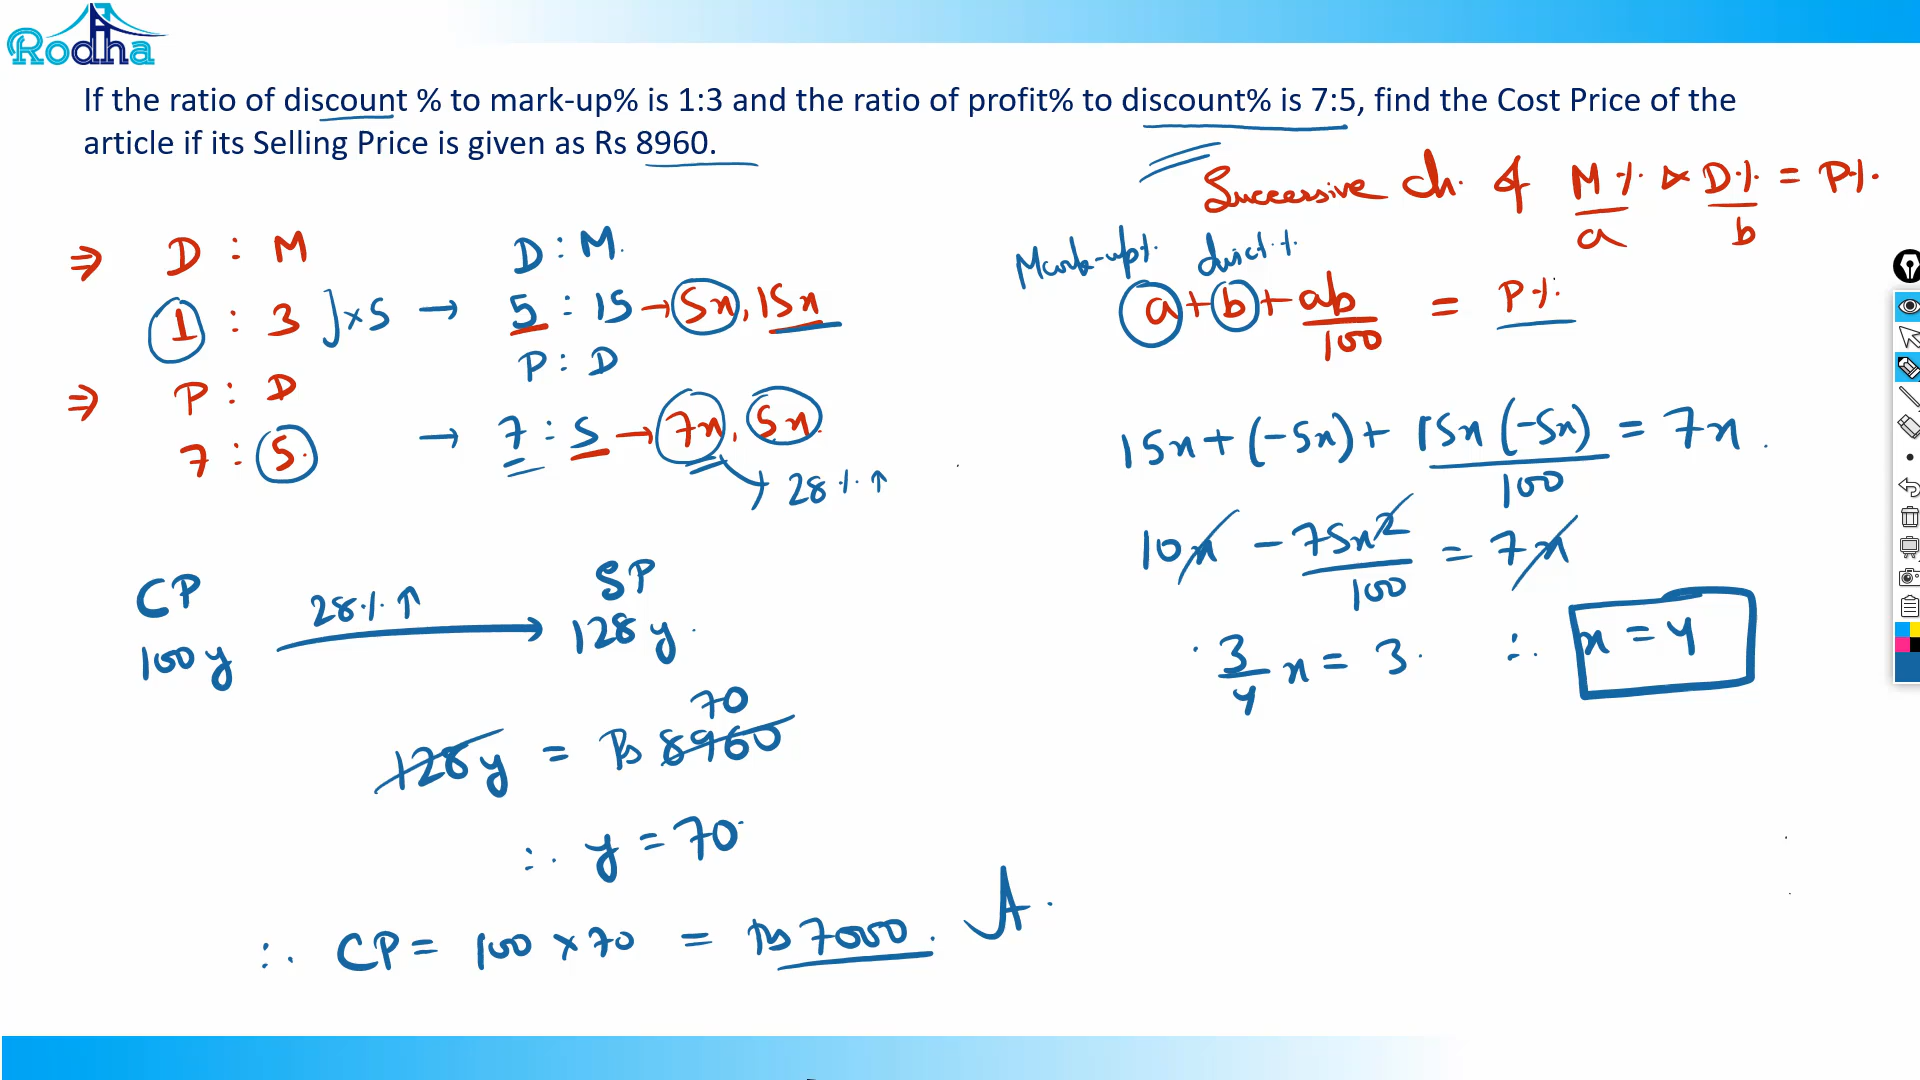 Rodha
If the ratio of discount % to mark-up% is 1:3 and the ratio of profit% to discount% is 7:5, find the Cost Price of the
article if its Selling Price is given as Rs 8960.
Successive ch. of M% & D% = P%.
a b
⇒ D : M
1 : 3 ] ×5 → 5 : 15 → 5x, 15x
D : M.
⇒ P : D
7 : 5. → 7 : 5 → 7x, 5x.
P : D
28% ↑
Mark-up% disct%
a + b + ab/100 = P%
15x + (-5x) + 15x(-5x)/100 = 7x.
10x - 75x²/100 = 7x
3/4 x = 3. ∴ x = 4
CP 28% ↑ SP
100y → 128y.
70
128y = Rs 8960
∴ y = 70
∴ CP = 100 × 70 = Rs 7000. A.